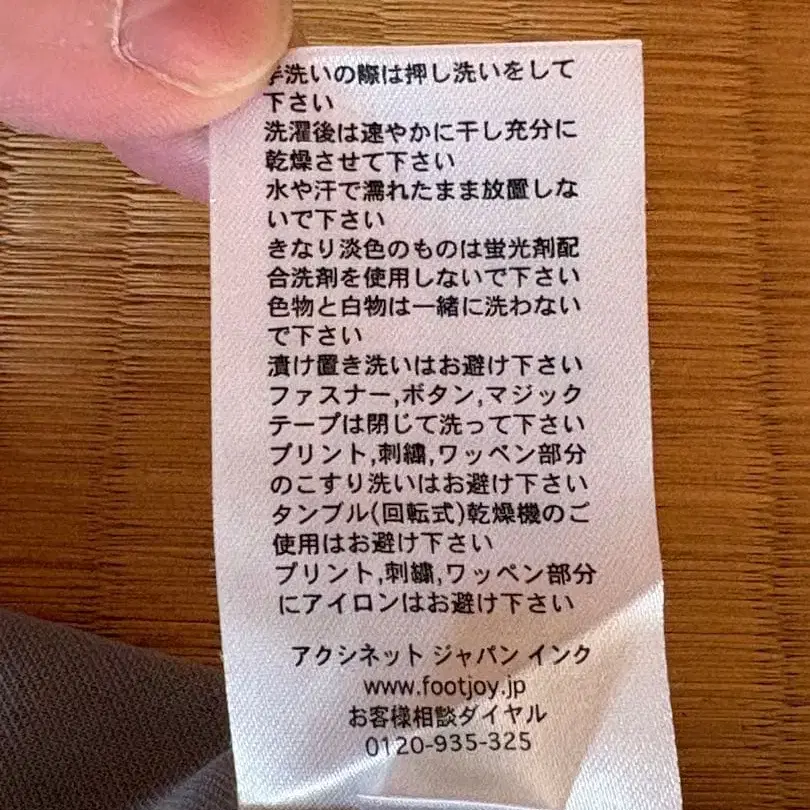 手洗いの際は押し洗いをして
下さい
洗濯後は速やかに干し充分に
乾燥させて下さい
水や汗で濡れたまま放置しな
いで下さい
きなり淡色のものは蛍光剤配
合洗剤を使用しないで下さい
色物と白物は一緒に洗わない
で下さい
漬け置き洗いはお避け下さい
ファスナー,ボタン,マジック
テープは閉じて洗って下さい
プリント,刺繍,ワッペン部分
のこすり洗いはお避け下さい
タンブル(回転式)乾燥機のご
使用はお避け下さい
プリント,刺繍,ワッペン部分
にアイロンはお避け下さい
アクシネット ジャパン インク
www.footjoy.jp
お客様相談ダイヤル
0120-935-325